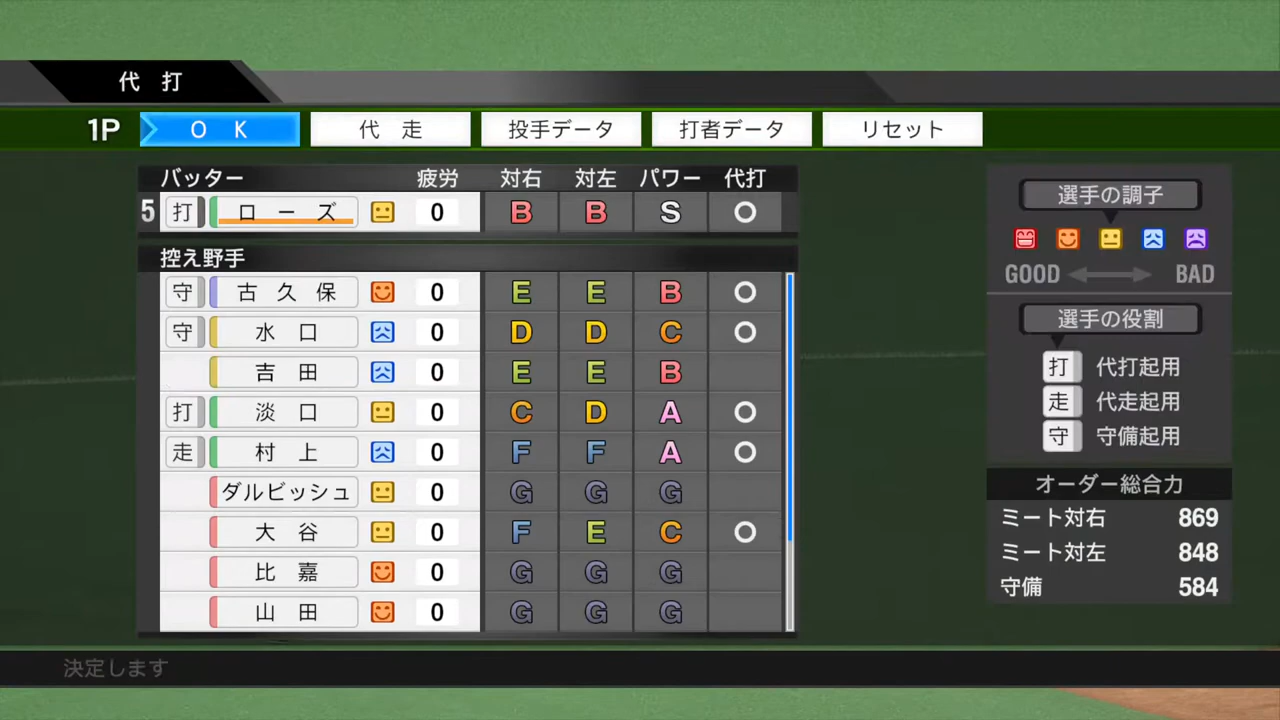 代 打
1P OK 代 走 投手データ 打者データ リセット
バッター 疲労 対右 対左 パワー 代打
5 打 ローズ 0 B B S ○
控え野手
守 古久保 0 E E B ○
守 水口 0 D D C ○
吉田 0 E E B
打 淡口 0 C D A ○
走 村上 0 F F A ○
ダルビッシュ 0 G G G
大谷 0 F E C ○
比嘉 0 G G G
山田 0 G G G
選手の調子
GOOD BAD
選手の役割
打 代打起用
走 代走起用
守 守備起用
オーダー総合力
ミート対右 869
ミート対左 848
守備 584
決定します